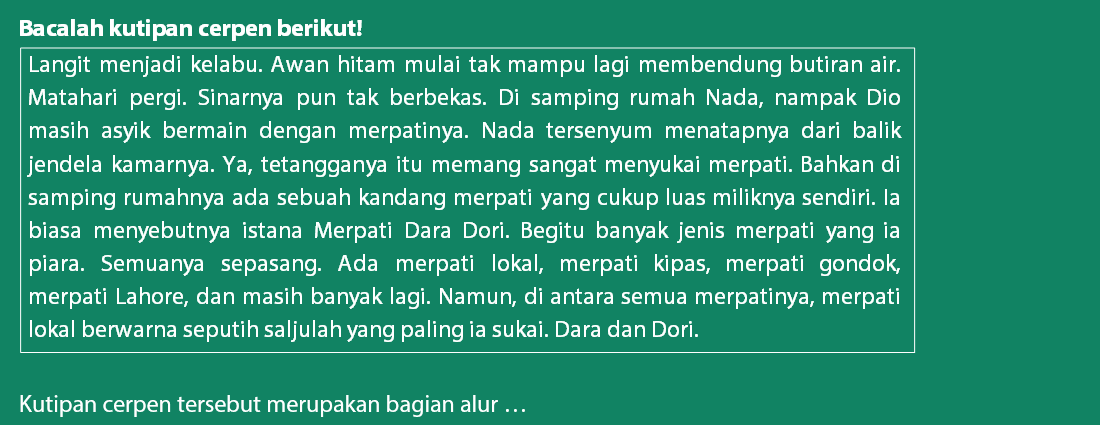 Bacalah kutipan cerpen berikut!
Langit menjadi kelabu. Awan hitam mulai tak mampu lagi membendung butiran air.
Matahari pergi. Sinarnya pun tak berbekas. Di samping rumah Nada, nampak Dio
masih asyik bermain dengan merpatinya. Nada tersenyum menatapnya dari balik
jendela kamarnya. Ya, tetangganya itu memang sangat menyukai merpati. Bahkan di
samping rumahnya ada sebuah kandang merpati yang cukup luas miliknya sendiri. Ia
biasa menyebutnya istana Merpati Dara Dori. Begitu banyak jenis merpati yang ia
piara. Semuanya sepasang. Ada merpati lokal, merpati kipas, merpati gondok,
merpati Lahore, dan masih banyak lagi. Namun, di antara semua merpatinya, merpati
lokal berwarna seputih saljulah yang paling ia sukai. Dara dan Dori.
Kutipan cerpen tersebut merupakan bagian alur …